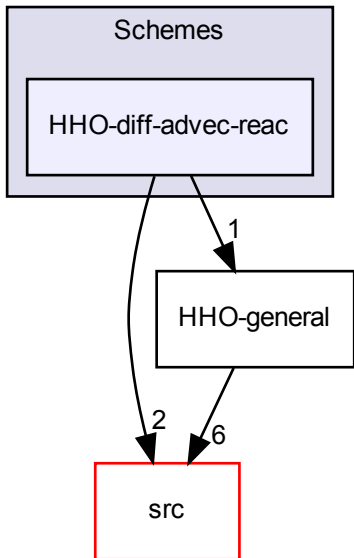 Schemes
HHO-diff-advec-reac
1
HHO-general
2
6
src